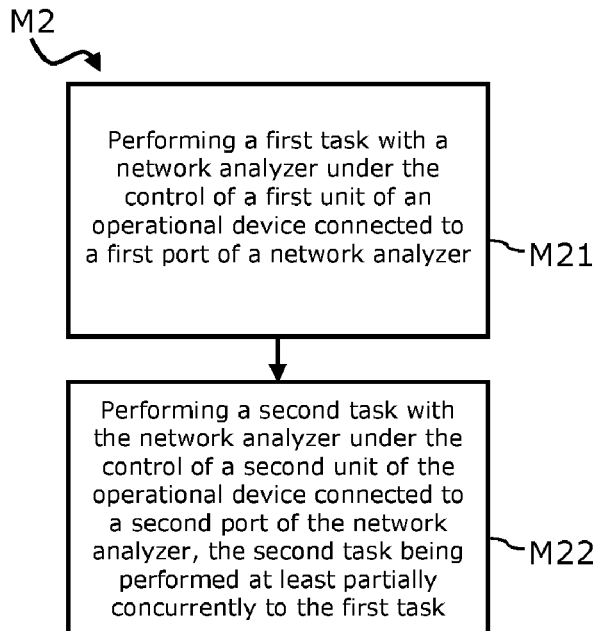 M2
Performing a first task with a
network analyzer under the
control of a first unit of an
operational device connected to
a first port of a network analyzer
M21
Performing a second task with
the network analyzer under the
control of a second unit of the
operational device connected to
a second port of the network
analyzer, the second task being
performed at least partially
concurrently to the first task
M22